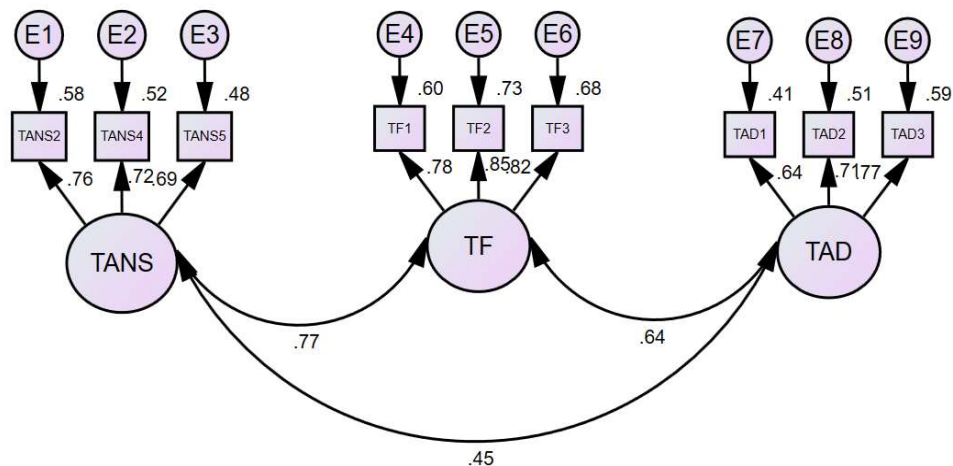 E1 E2 E3 E4 E5 E6 E7 E8 E9
.58 .52 .48 .60 .73 .68 .41 .51 .59
TANS2 TANS4 TANS5 TF1 TF2 TF3 TAD1 TAD2 TAD3
.76 .72 .69 .78 .85 .82 .64 .71 .77
TANS TF TAD
.77 .64
.45